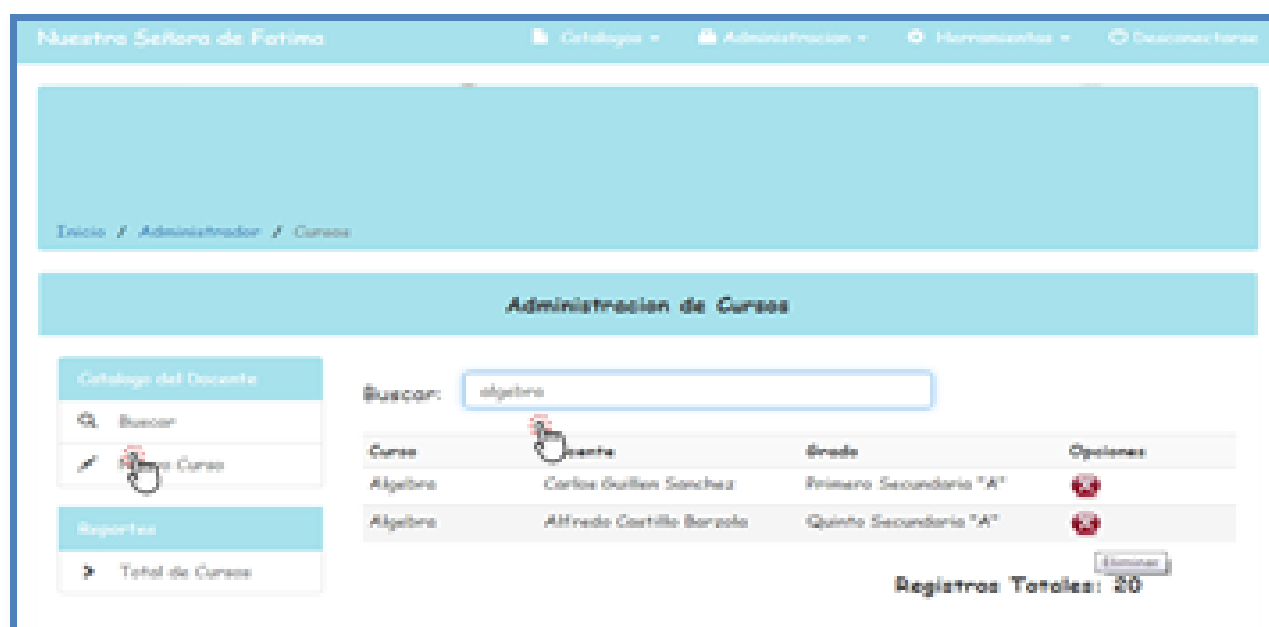 Nuestra Señora de Fatima Catalogos Administracion Herramientas Desconectarse
Inicio / Administrador / Cursos
Administracion de Cursos
Catalogo del Docente
Buscar
Curso
Reportes
Total de Cursos
Buscar: algebra
Curso Grado Opciones
Algebra Carlos Guillen Sanchez Primero Secundaria "A"
Algebra Alfredo Castillo Barzola Quinto Secundaria "A"
Eliminar
Registros Totales: 20